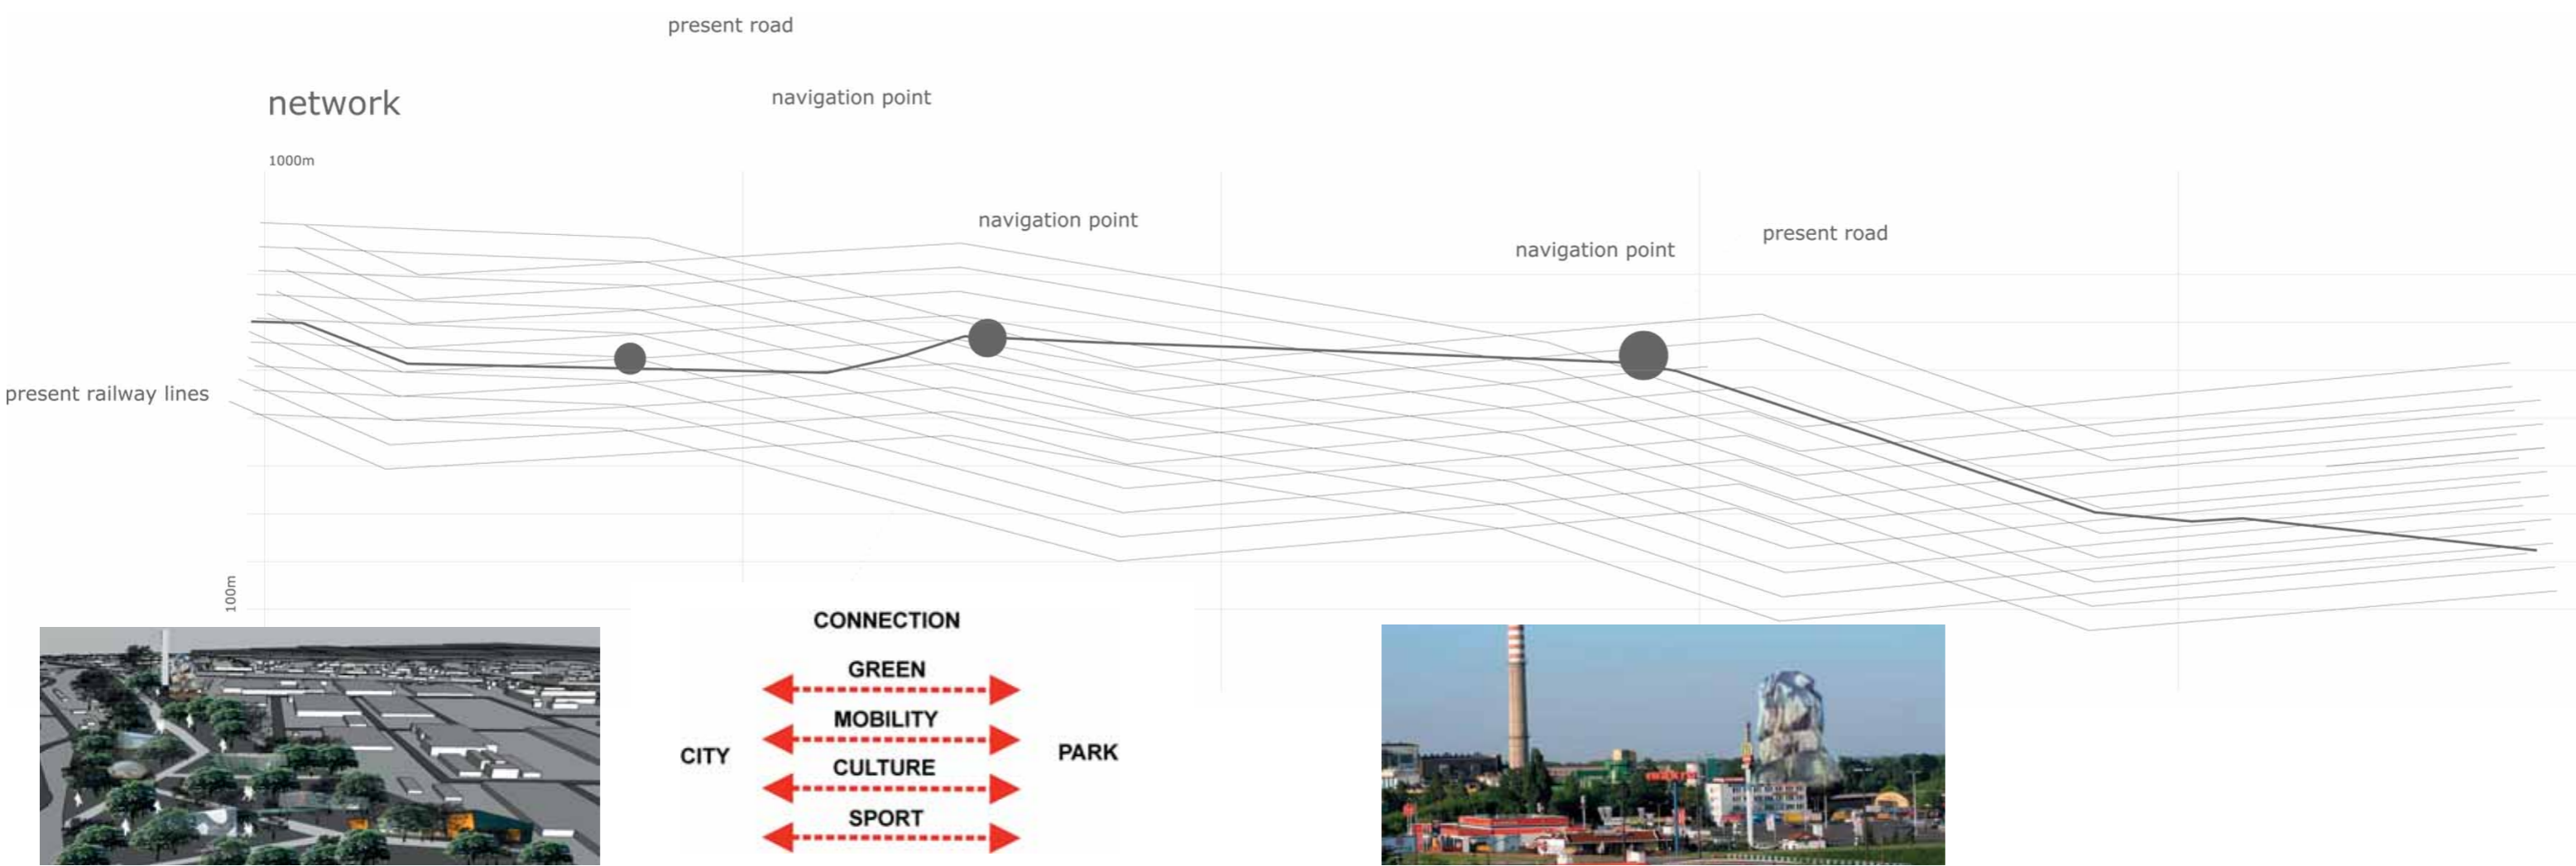 present road
navigation point
network
1000m
navigation point
navigation point
present road
present railway lines
100m
CONNECTION
GREEN
MOBILITY
CITY
PARK
CULTURE
SPORT